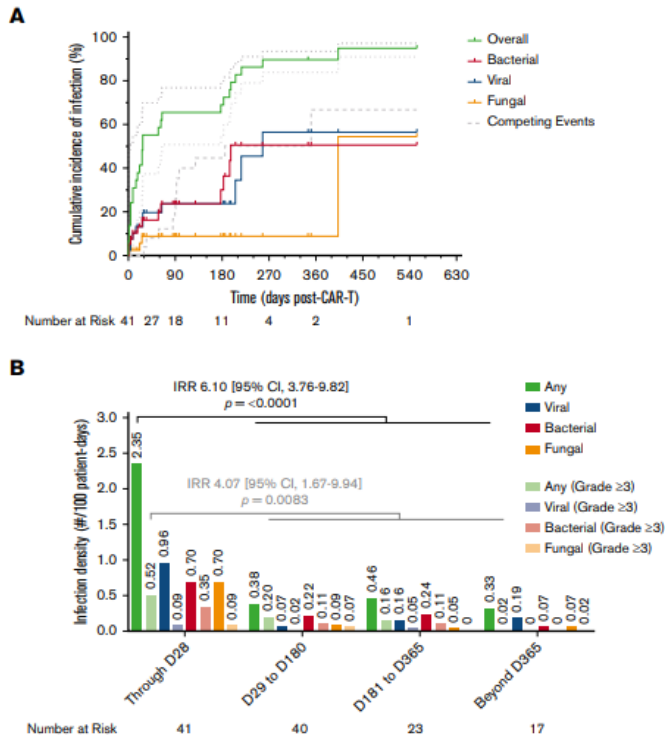 A
Cumulative incidence of infection (%)
100
80
60
40
20
0
0 90 180 270 360 450 540 630
Time (days post-CAR-T)
Number at Risk 41 27 18 11 4 2 1
Overall
Bacterial
Viral
Fungal
Competing Events
B
IRR 6.10 [95% CI, 3.76-9.82]
p = <0.0001
IRR 4.07 [95% CI, 1.67-9.94]
p = 0.0083
Any
Viral
Bacterial
Fungal
Any (Grade ≥3)
Viral (Grade ≥3)
Bacterial (Grade ≥3)
Fungal (Grade ≥3)
Infection density (#/100 patient-days)
3.0
2.5
2.0
1.5
1.0
0.5
0.0
2.35 0.52 0.96 0.09 0.70 0.35 0.70 0.09
0.38 0.20 0.07 0.02 0.22 0.11 0.09 0.07
0.46 0.16 0.16 0.05 0.24 0.11 0.05 0
0.33 0.02 0.19 0 0.07 0 0.07 0.02
Through D28
D29 to D180
D181 to D365
Beyond D365
Number at Risk 41 40 23 17